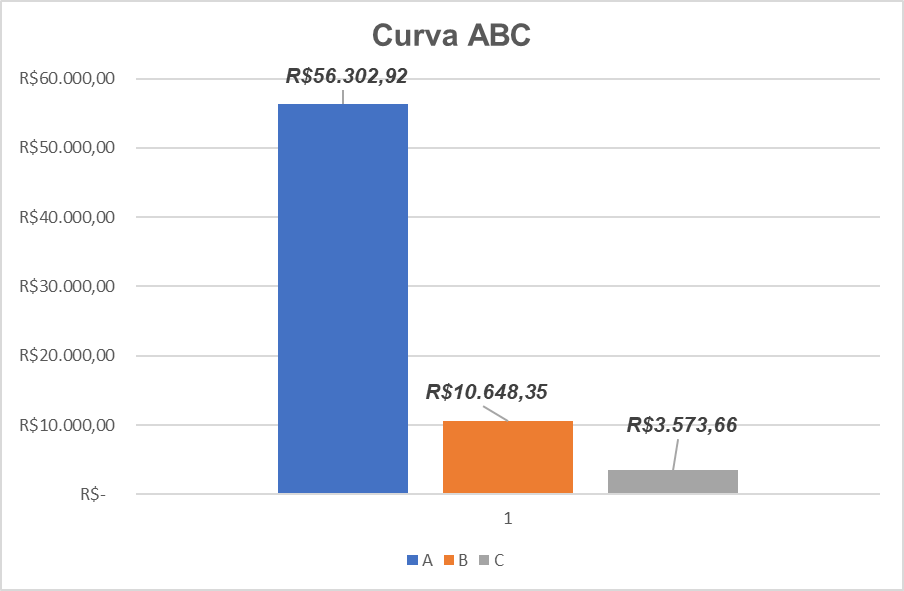 Curva ABC
R$60.000,00
R$56.302,92
R$50.000,00
R$40.000,00
R$30.000,00
R$20.000,00
R$10.648,35
R$10.000,00
R$3.573,66
R$-
1
A B C